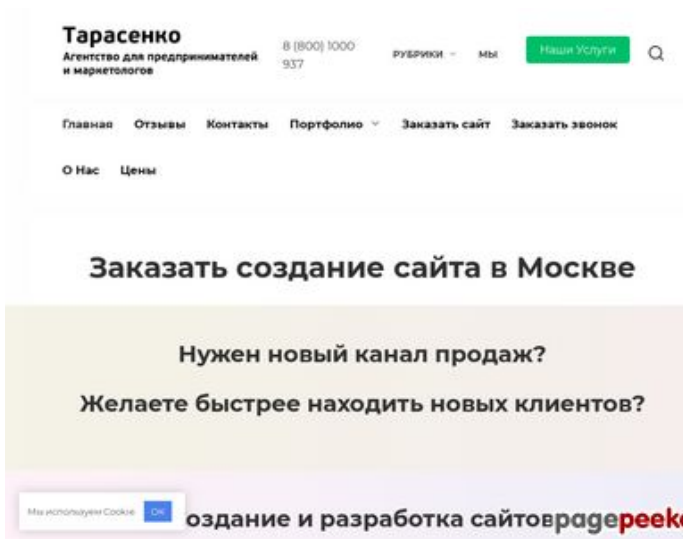 Тарасенко
Агентство для предпринимателей
и маркетологов
8 (800) 1000
937
РУБРИКИ
МЫ
Наши Услуги
Главная Отзывы Контакты Портфолио Заказать сайт Заказать звонок
О Нас Цены
Заказать создание сайта в Москве
Нужен новый канал продаж?
Желаете быстрее находить новых клиентов?
Мы используем Cookie ОК
оздание и разработка сайтов
pagepeeke